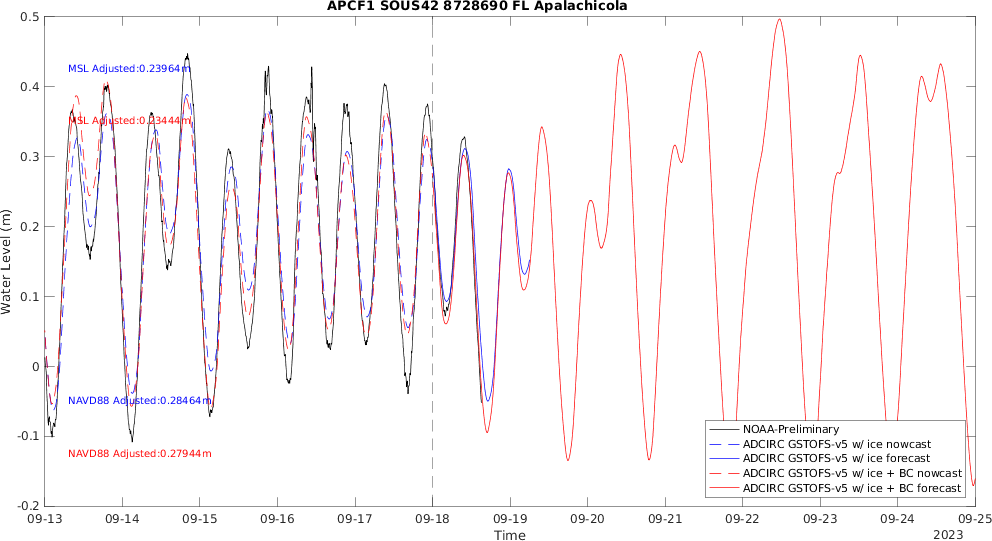 APCF1 SOUS42 8728690 FL Apalachicola
0.5
0.4
0.3
0.2
0.1
0
-0.1
-0.2
Water Level (m)
MSL Adjusted:0.23964m
MSL Adjusted:0.23444m
NAVD88 Adjusted:0.28464m
NAVD88 Adjusted:0.27944m
NOAA-Preliminary
ADCIRC GSTOFS-v5 w/ ice nowcast
ADCIRC GSTOFS-v5 w/ ice forecast
ADCIRC GSTOFS-v5 w/ ice + BC nowcast
ADCIRC GSTOFS-v5 w/ ice + BC forecast
09-13 09-14 09-15 09-16 09-17 09-18 09-19 09-20 09-21 09-22 09-23 09-24 09-25
Time
2023